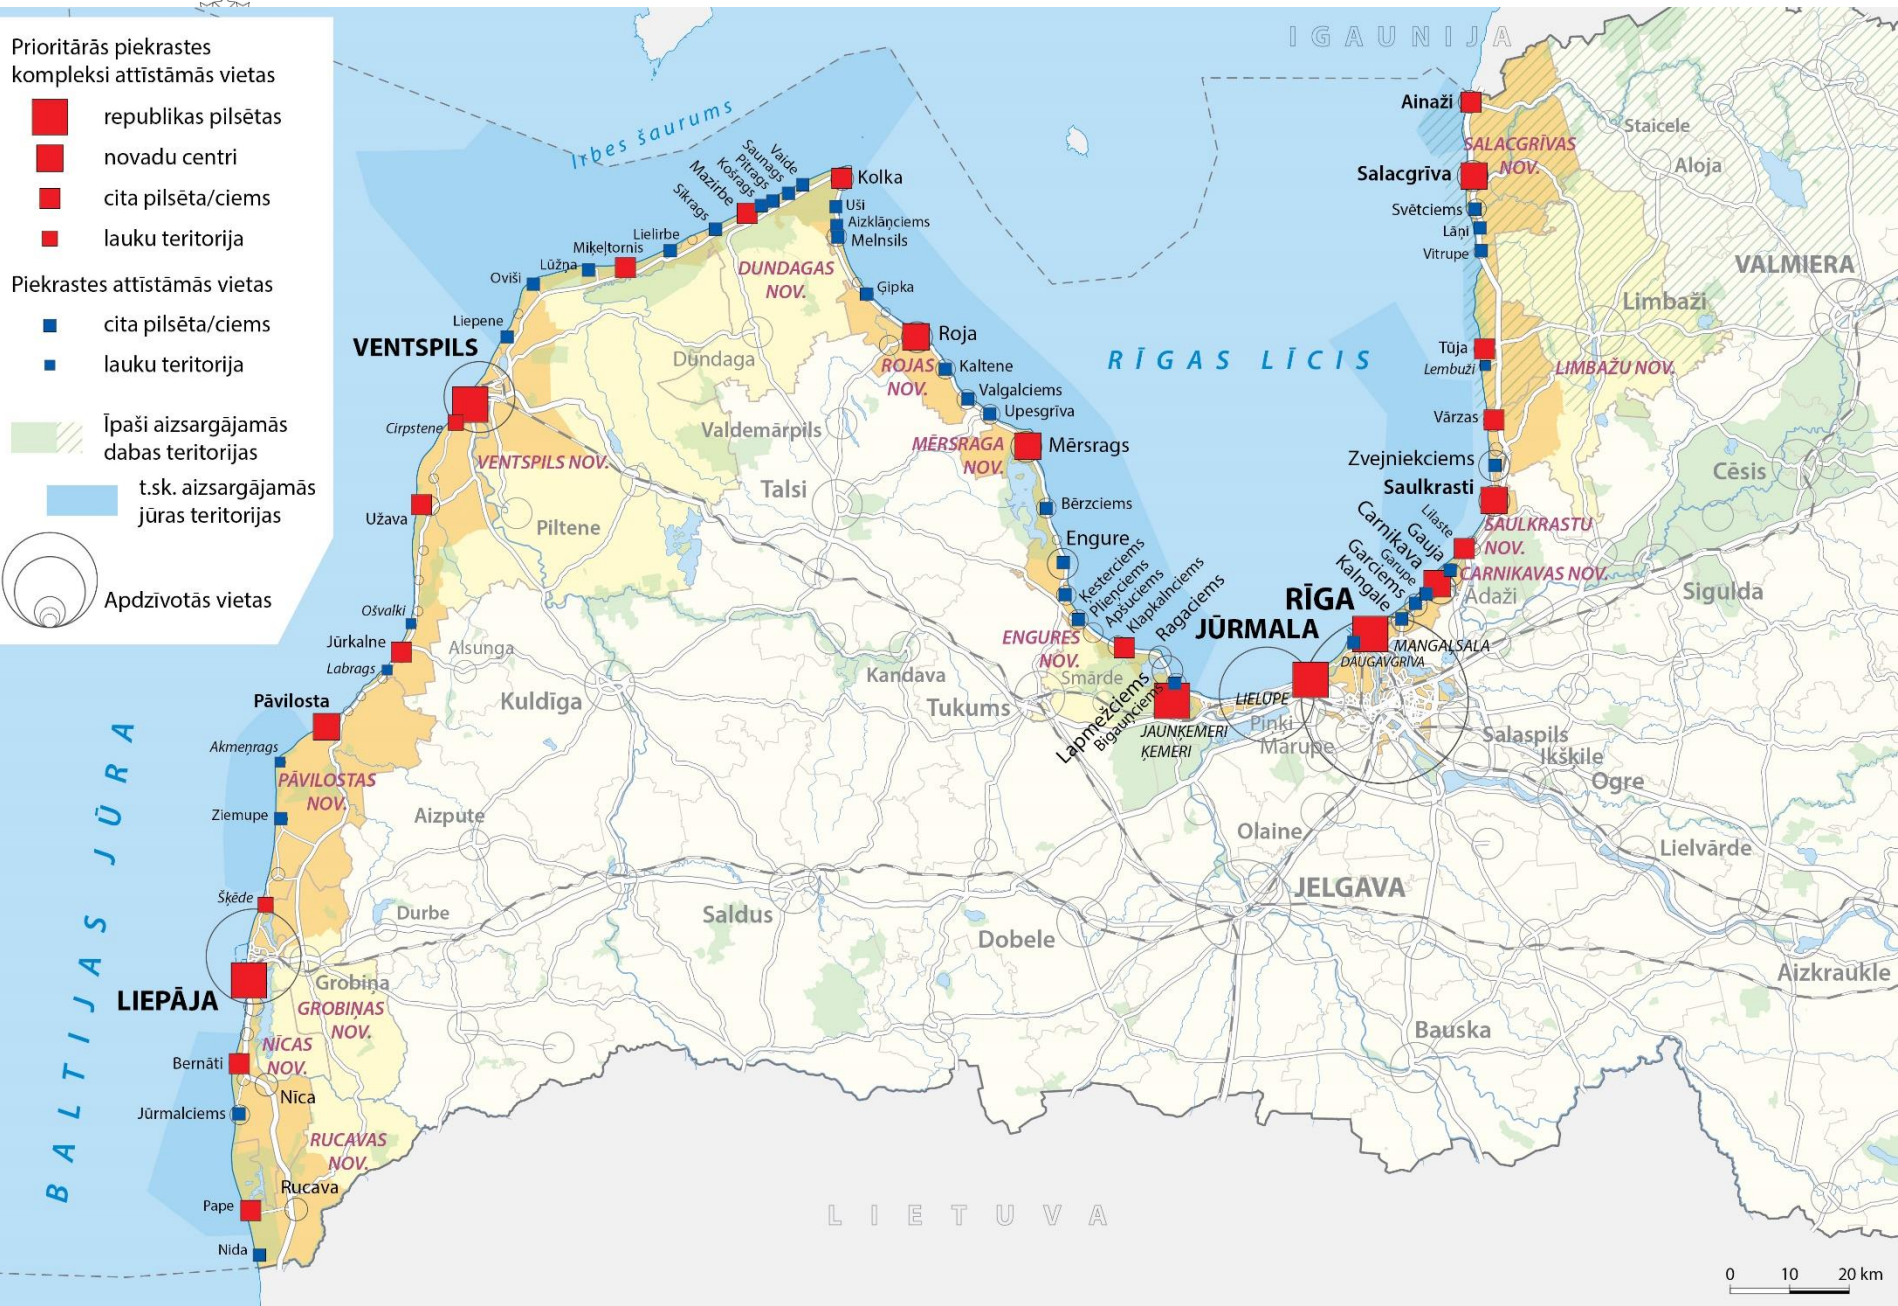 Prioritārās piekrastes
kompleksi attīstāmās vietas
republikas pilsētas
novadu centri
cita pilsēta/ciems
lauku teritorija
Piekrastes attīstāmās vietas
cita pilsēta/ciems
lauku teritorija
Īpaši aizsargājamās
dabas teritorijas
t.sk. aizsargājamās
jūras teritorijas
Apdzīvotās vietas
IGAUNIJA
Irbes šaurums
RĪGAS LĪCIS
BALTIJAS JŪRA
LIETUVA
Ainaži
Staicele
SALACGRĪVAS
NOV.
Aloja
Salacgrīva
Svētciems
Lāņi
Vitrupe
VALMIERA
Limbaži
Tūja
Lembuži
LIMBAŽU NOV.
Vārzas
Zvejniekciems
Cēsis
Saulkrasti
SAULKRASTU
NOV.
Lilaste
Gauja
Carnikava
Garupe
Garciems
Kalngale
CARNIKAVAS NOV.
Ādaži
Sigulda
RĪGA
JŪRMALA
MANGAĻSALA
DAUGAVGRĪVA
LIELUPE
Piņķi
Mārupe
Salaspils
Ikšķile
Ogre
Olaine
Lielvārde
JELGAVA
Aizkraukle
Bauska
Vaide
Saunags
Pitrags
Košrags
Mazirbe
Sīkrags
Kolka
Uši
Aizklāņciems
Melnsils
Lielirbe
Miķeļtornis
Lūžņa
Oviši
DUNDAGAS
NOV.
Ģipka
Liepene
VENTSPILS
Dundaga
Roja
ROJAS
NOV.
Kaltene
Valgalciems
Upesgrīva
Cirpstene
Valdemārpils
MĒRSRAGA
NOV.
Mērsrags
VENTSPILS NOV.
Talsi
Užava
Piltene
Bērzciems
Engure
Ķesterciems
Plieņciems
Apšuciems
Klapkalnciems
Ragaciems
ENGURES
NOV.
Smārde
Lapmežciems
Bigauņciems
JAUNĶEMERI
ĶEMERI
Ošvalki
Jūrkalne
Alsunga
Labrags
Kuldīga
Kandava
Tukums
Pāvilosta
Akmeņrags
PĀVILOSTAS
NOV.
Ziemupe
Aizpute
Šķēde
Durbe
Saldus
Dobele
Grobiņa
LIEPĀJA
GROBIŅAS
NOV.
NĪCAS
NOV.
Bernāti
Nīca
Jūrmalciems
RUCAVAS
NOV.
Rucava
Pape
Nida
0 10 20 km